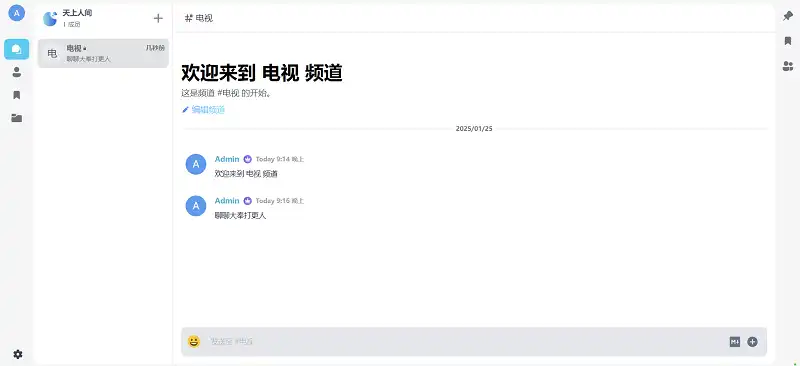 A
天上人间
1 成员
电
电视
几秒前
聊聊大奉打更人
电视
欢迎来到 电视 频道
这是频道 #电视 的开始。
编辑频道
2025/01/25
A
Admin
Today 9:14 晚上
欢迎来到 电视 频道
A
Admin
Today 9:16 晚上
聊聊大奉打更人
发送至 #电视
M↓